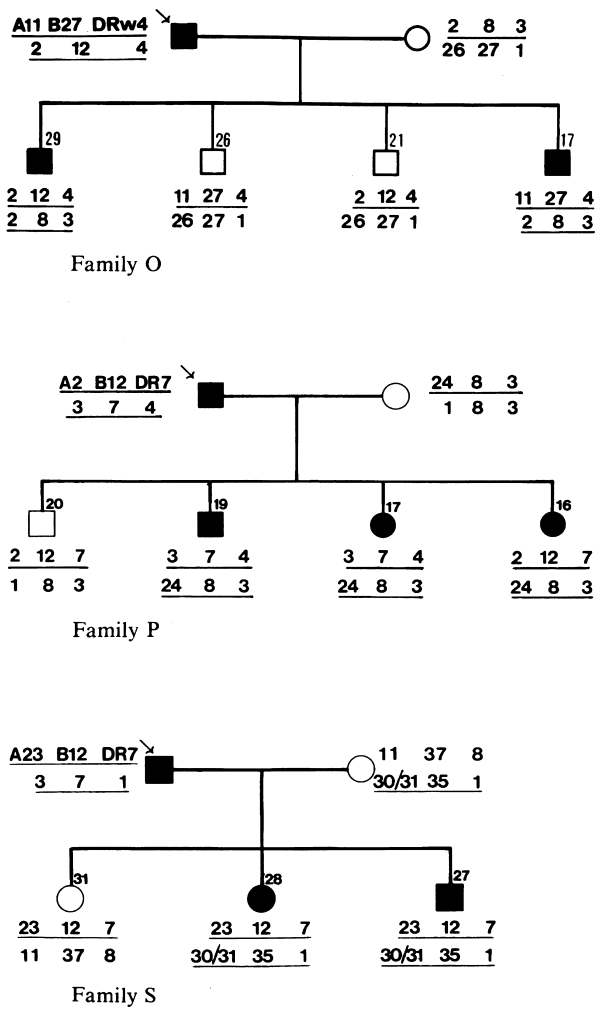 A11 B27 DRw4
2 12 4
2 8 3
26 27 1
29
26
21
17
2 12 4
2 8 3
11 27 4
26 27 1
2 12 4
26 27 1
11 27 4
2 8 3
Family O
A2 B12 DR7
3 7 4
24 8 3
1 8 3
20
19
17
16
2 12 7
1 8 3
3 7 4
24 8 3
3 7 4
24 8 3
2 12 7
24 8 3
Family P
A23 B12 DR7
3 7 1
11 37 8
30/31 35 1
31
28
27
23 12 7
11 37 8
23 12 7
30/31 35 1
23 12 7
30/31 35 1
Family S